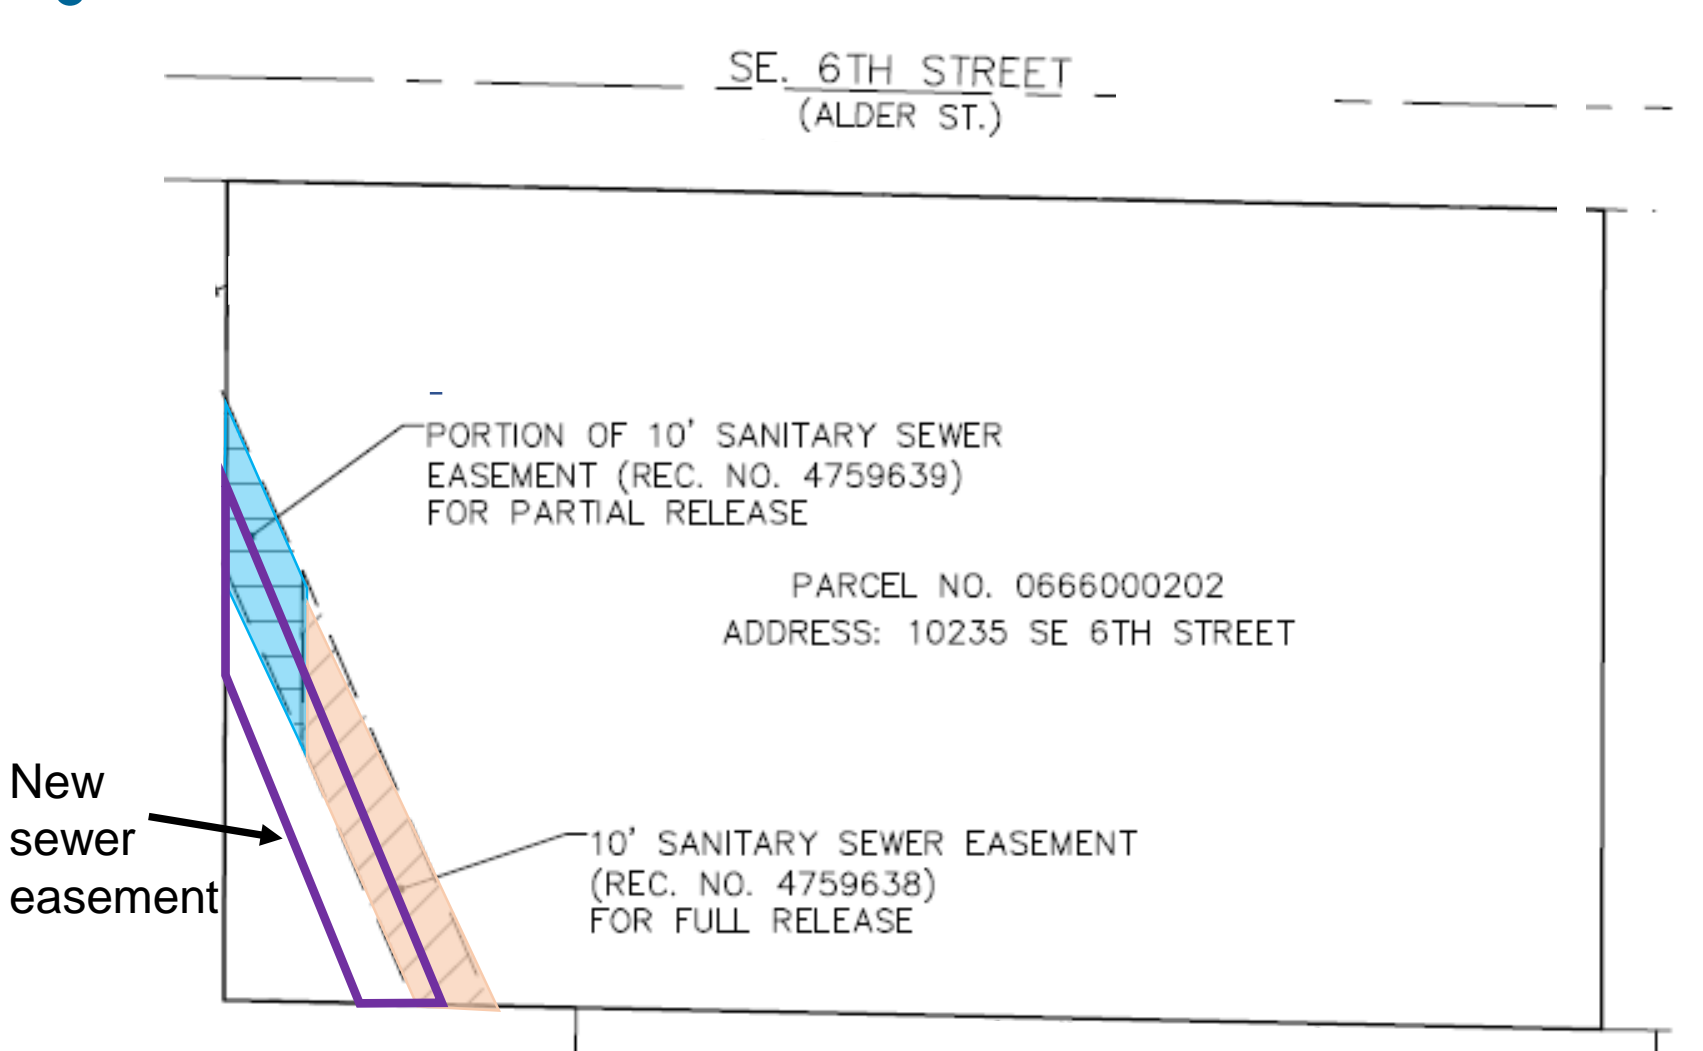 SE. 6TH STREET
(ALDER ST.)
PORTION OF 10' SANITARY SEWER
EASEMENT (REC. NO. 4759639)
FOR PARTIAL RELEASE
PARCEL NO. 0666000202
ADDRESS: 10235 SE 6TH STREET
New
sewer
easement
10' SANITARY SEWER EASEMENT
(REC. NO. 4759638)
FOR FULL RELEASE